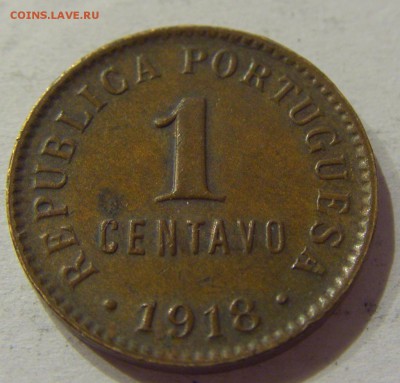 COINS.LAVE.RU
REPUBLICA PORTUGUESA
1
CENTAVO
· 1918 ·